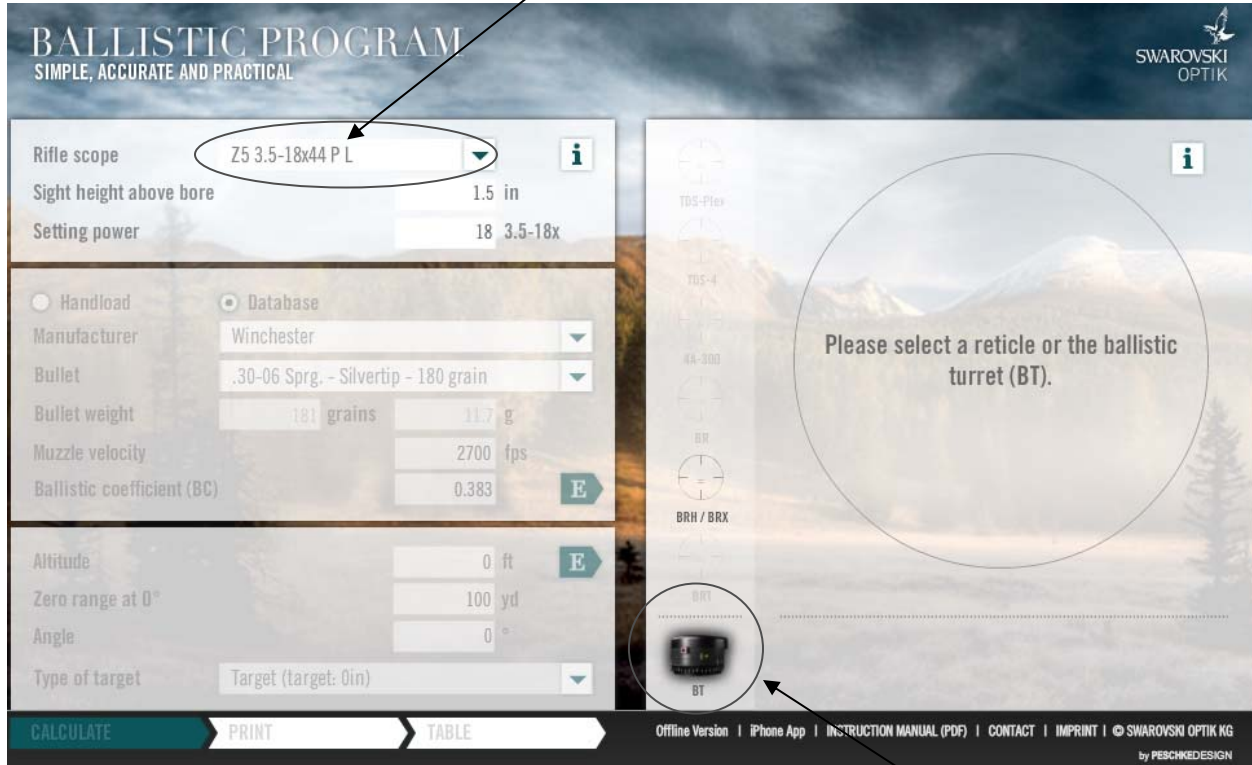 BALLISTIC PROGRAM
SIMPLE, ACCURATE AND PRACTICAL
SWAROVSKI
OPTIK
Rifle scope Z5 3.5-18x44 P L i
Sight height above bore 1.5 in
Setting power 18 3.5-18x
Handload Database
Manufacturer Winchester
Bullet .30-06 Sprg. - Silvertip - 180 grain
Bullet weight 181 grains 11.7 g
Muzzle velocity 2700 fps
Ballistic coefficient (BC) 0.383 E
Altitude 0 ft E
Zero range at 0° 100 yd
Angle 0 °
Type of target Target (target: 0in)
CALCULATE PRINT TABLE
TDS-Plex
TDS-4
4A-300
BR
BRH / BRX
BRT
BT
i
Please select a reticle or the ballistic
turret (BT).
Offline Version | iPhone App | INSTRUCTION MANUAL (PDF) | CONTACT | IMPRINT | © SWAROVSKI OPTIK KG
by PESCHKEDESIGN